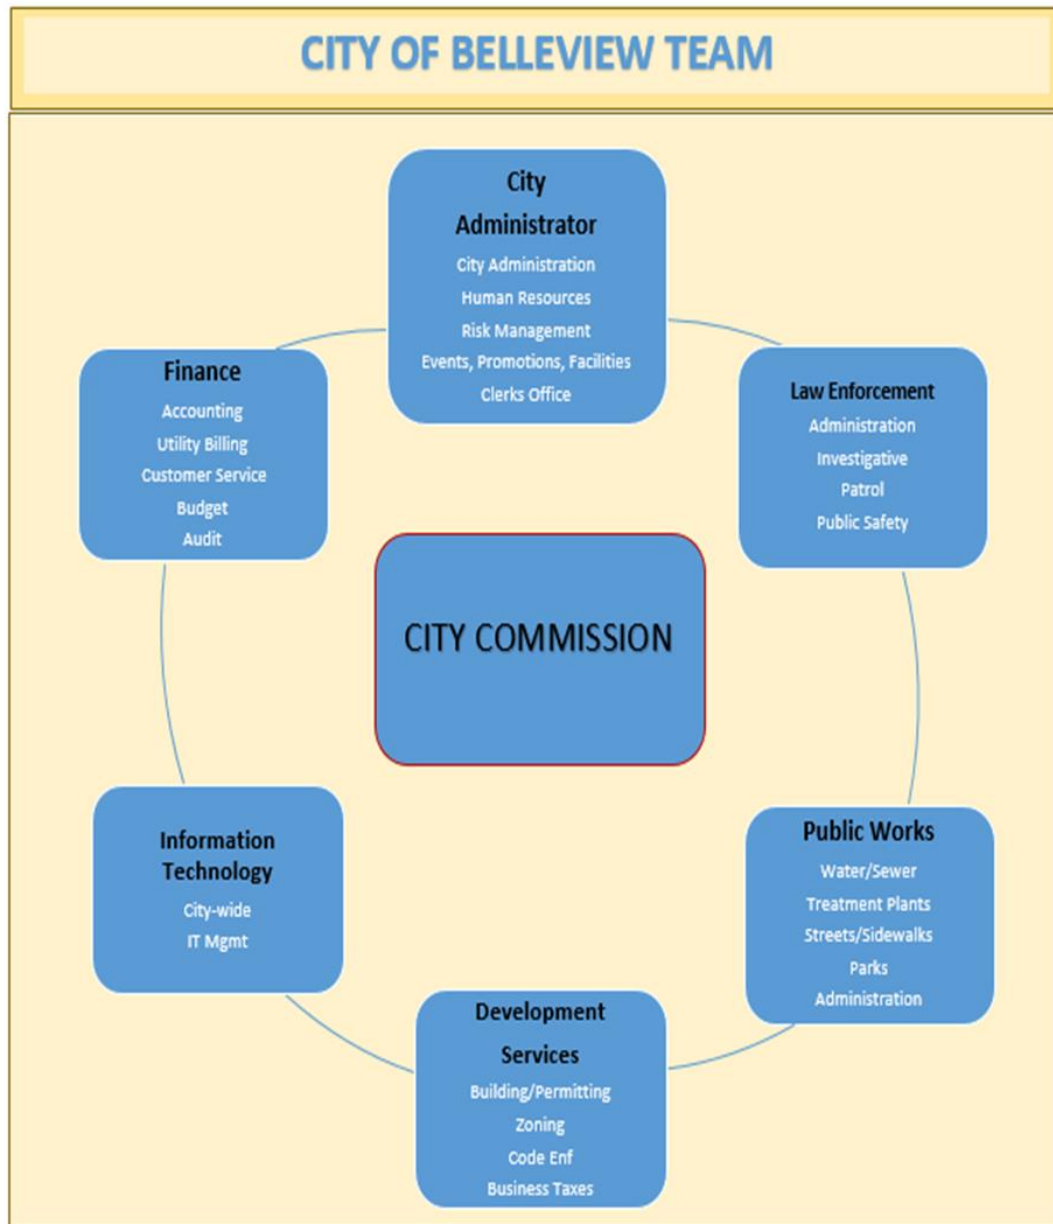 CITY OF BELLEVIEW TEAM
City
Administrator
City Administration
Human Resources
Risk Management
Events, Promotions, Facilities
Clerks Office
Finance
Accounting
Utility Billing
Customer Service
Budget
Audit
Law Enforcement
Administration
Investigative
Patrol
Public Safety
CITY COMMISSION
Information
Technology
City-wide
IT Mgmt
Public Works
Water/Sewer
Treatment Plants
Streets/Sidewalks
Parks
Administration
Development
Services
Building/Permitting
Zoning
Code Enf
Business Taxes